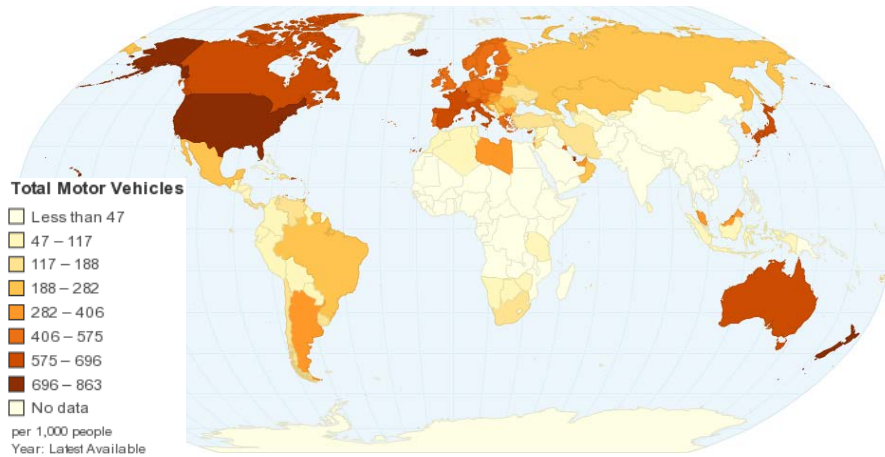 Total Motor Vehicles
Less than 47
47 – 117
117 – 188
188 – 282
282 – 406
406 – 575
575 – 696
696 – 863
No data
per 1,000 people
Year: Latest Available